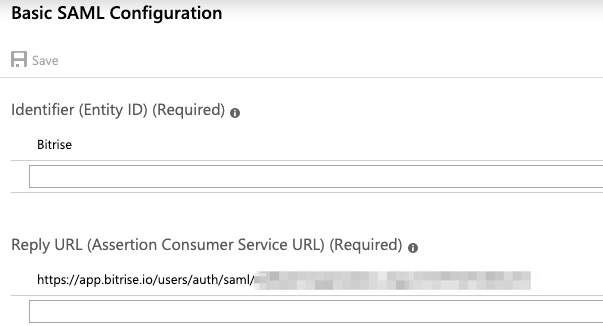 Basic SAML Configuration
Save
Identifier (Entity ID) (Required)
Bitrise
Reply URL (Assertion Consumer Service URL) (Required)
https://app.bitrise.io/users/auth/saml/